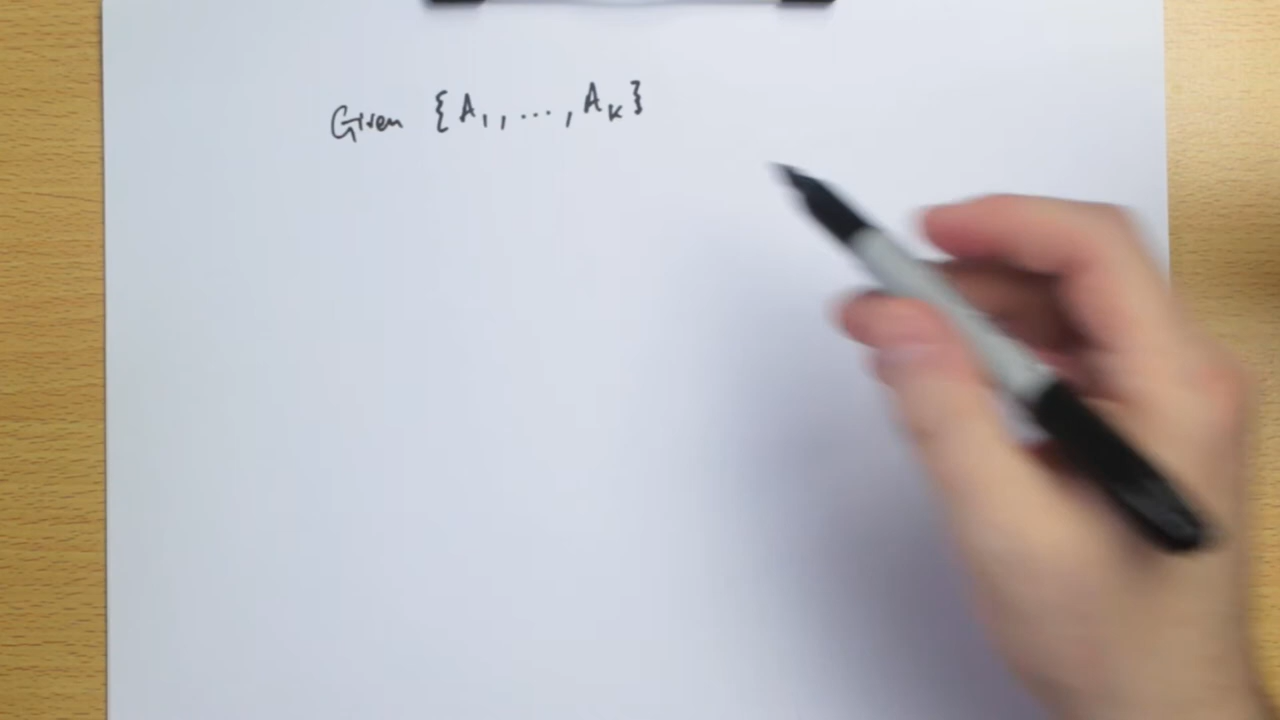 Given {A₁, ..., Aₖ}